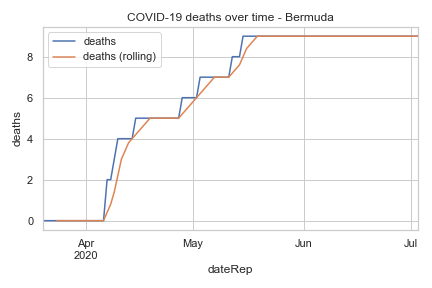 COVID-19 deaths over time - Bermuda
deaths
deaths (rolling)
deaths
8
6
4
2
0
Apr
2020
May
Jun
Jul
dateRep